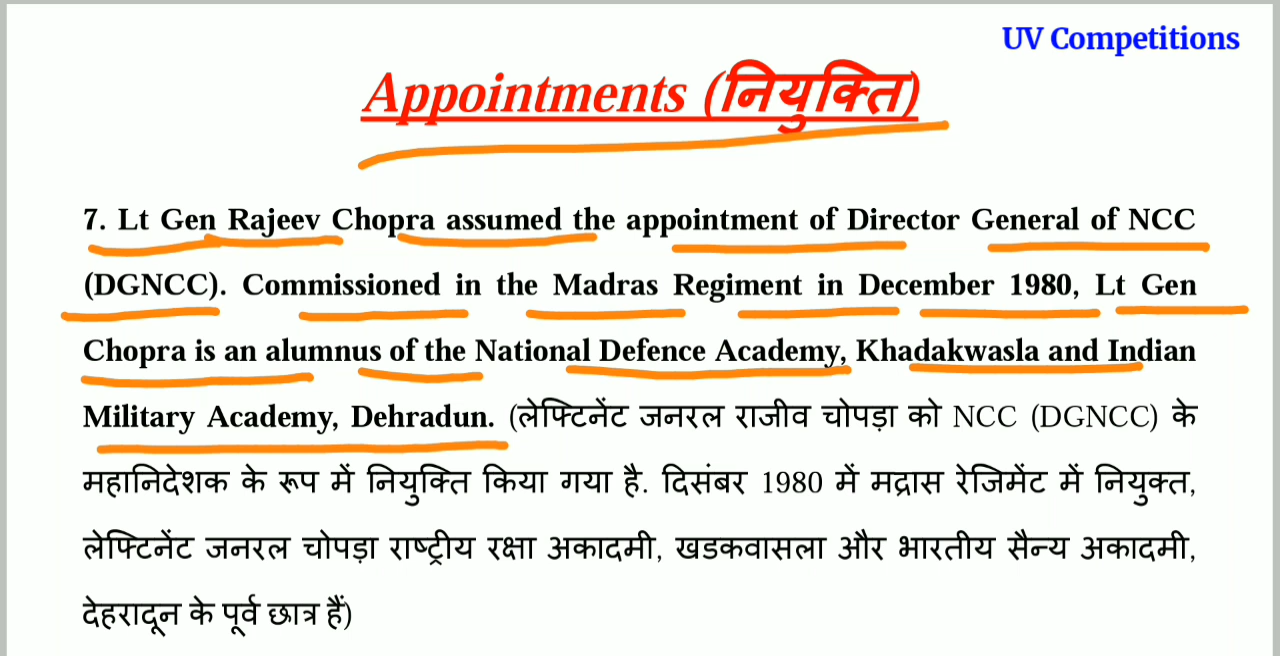 UV Competitions
Appointments (नियुक्ति)
7. Lt Gen Rajeev Chopra assumed the appointment of Director General of NCC
(DGNCC). Commissioned in the Madras Regiment in December 1980, Lt Gen
Chopra is an alumnus of the National Defence Academy, Khadakwasla and Indian
Military Academy, Dehradun. (लेफ्टिनेंट जनरल राजीव चोपड़ा को NCC (DGNCC) के
महानिदेशक के रूप में नियुक्ति किया गया है. दिसंबर 1980 में मद्रास रेजिमेंट में नियुक्त,
लेफ्टिनेंट जनरल चोपड़ा राष्ट्रीय रक्षा अकादमी, खडकवासला और भारतीय सैन्य अकादमी,
देहरादून के पूर्व छात्र हैं)